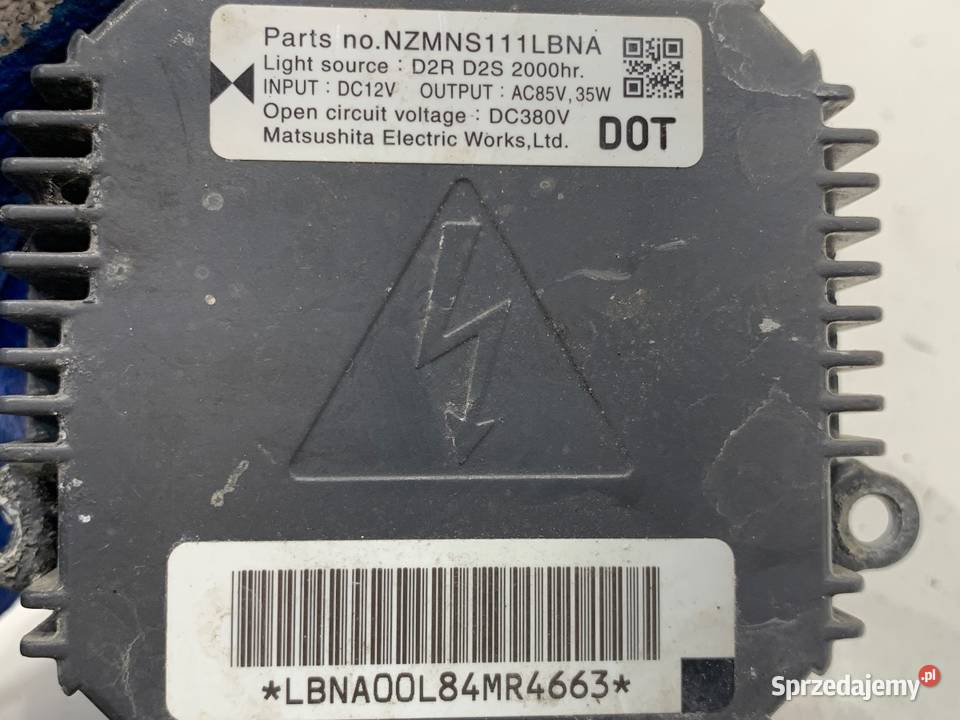 Parts no.NZMNS111LBNA
Light source : D2R D2S 2000hr.
INPUT : DC12V OUTPUT : AC85V,35W
Open circuit voltage : DC380V
Matsushita Electric Works,Ltd.
DOT
*LBNA00L84MR4663*
Sprzedajemy.pl